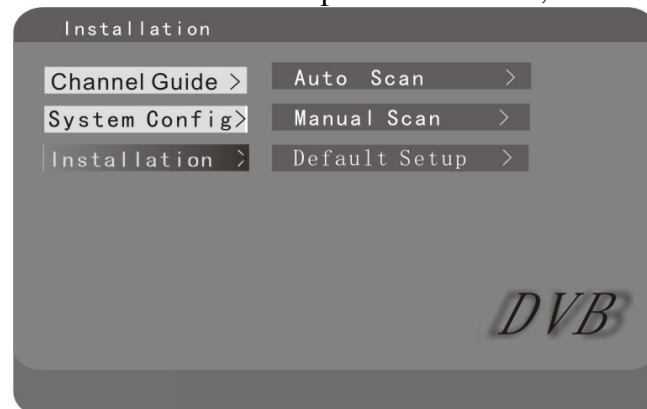 Installation
Channel Guide > Auto Scan >
System Config> Manual Scan >
Installation > Default Setup >
DVB